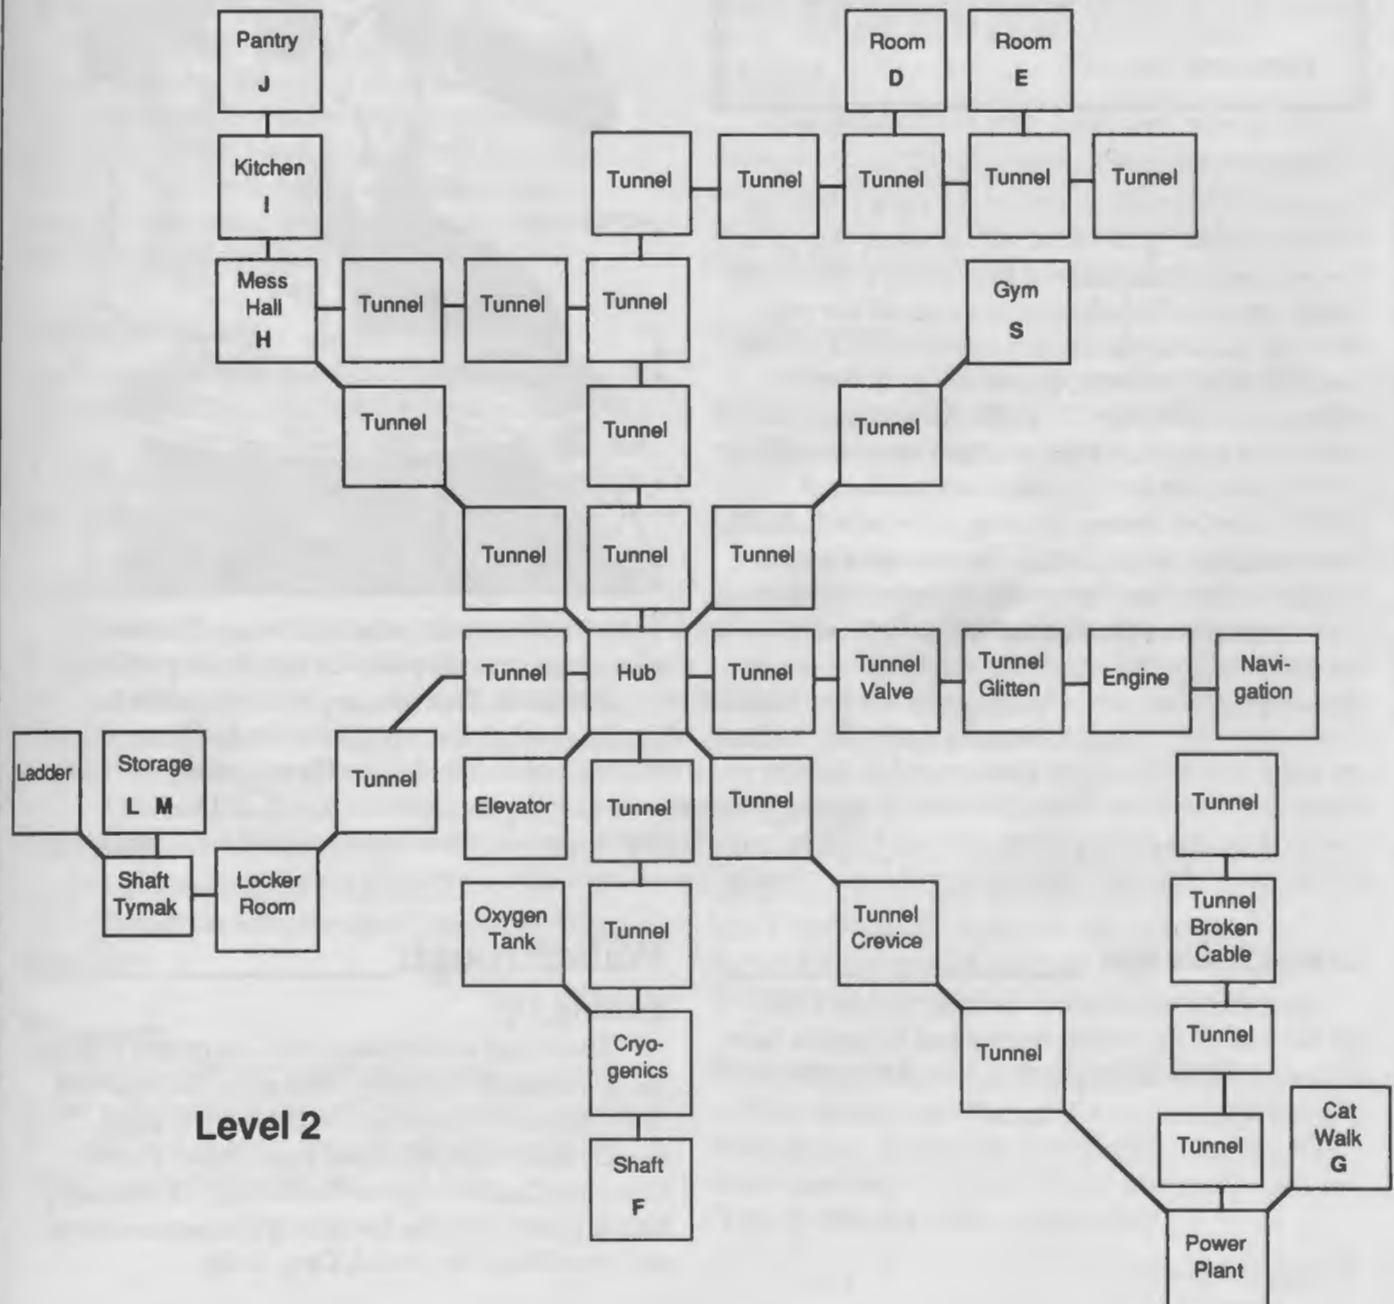 Pantry
J
Room
D
Room
E
Kitchen
I
Tunnel
Tunnel
Tunnel
Tunnel
Tunnel
Mess
Hall
H
Tunnel
Tunnel
Tunnel
Gym
S
Tunnel
Tunnel
Tunnel
Tunnel
Tunnel
Tunnel
Tunnel
Hub
Tunnel
Tunnel
Valve
Tunnel
Glitten
Engine
Navi-
gation
Ladder
Storage
L M
Tunnel
Elevator
Tunnel
Tunnel
Tunnel
Shaft
Tymak
Locker
Room
Oxygen
Tank
Tunnel
Tunnel
Crevice
Tunnel
Broken
Cable
Cryo-
genics
Tunnel
Tunnel
Level 2
Shaft
F
Tunnel
Cat
Walk
G
Power
Plant